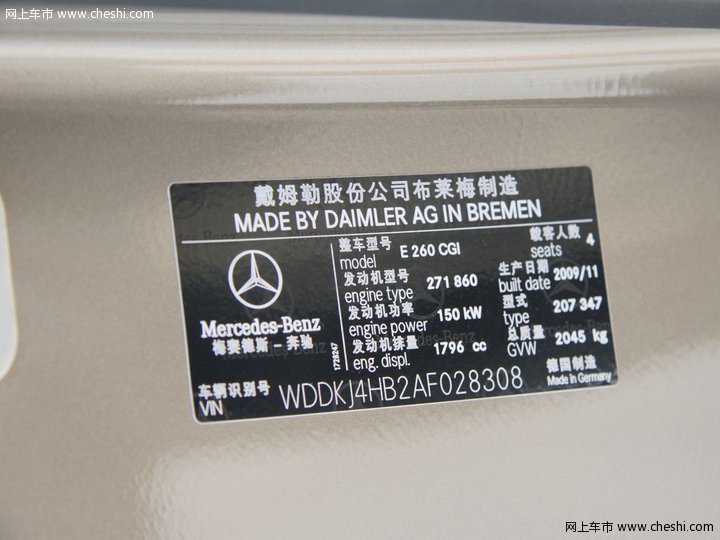 网上车市 www.cheshi.com
戴姆勒股份公司布莱梅制造
MADE BY DAIMLER AG IN BREMEN
整车型号 model E 260 CGI
载客人数 seats 4
发动机型号 engine type 271 860
生产日期 built date 2009/11
发动机功率 engine power 150 kW
型式 type 207 347
发动机排量 eng. displ. 1796 cc
总质量 GVW 2045 kg
Mercedes-Benz
梅赛德斯－奔驰
1728247
德国制造
Made in Germany
车辆识别号 VIN WDDKJ4HB2AF028308
网上车市 www.cheshi.com